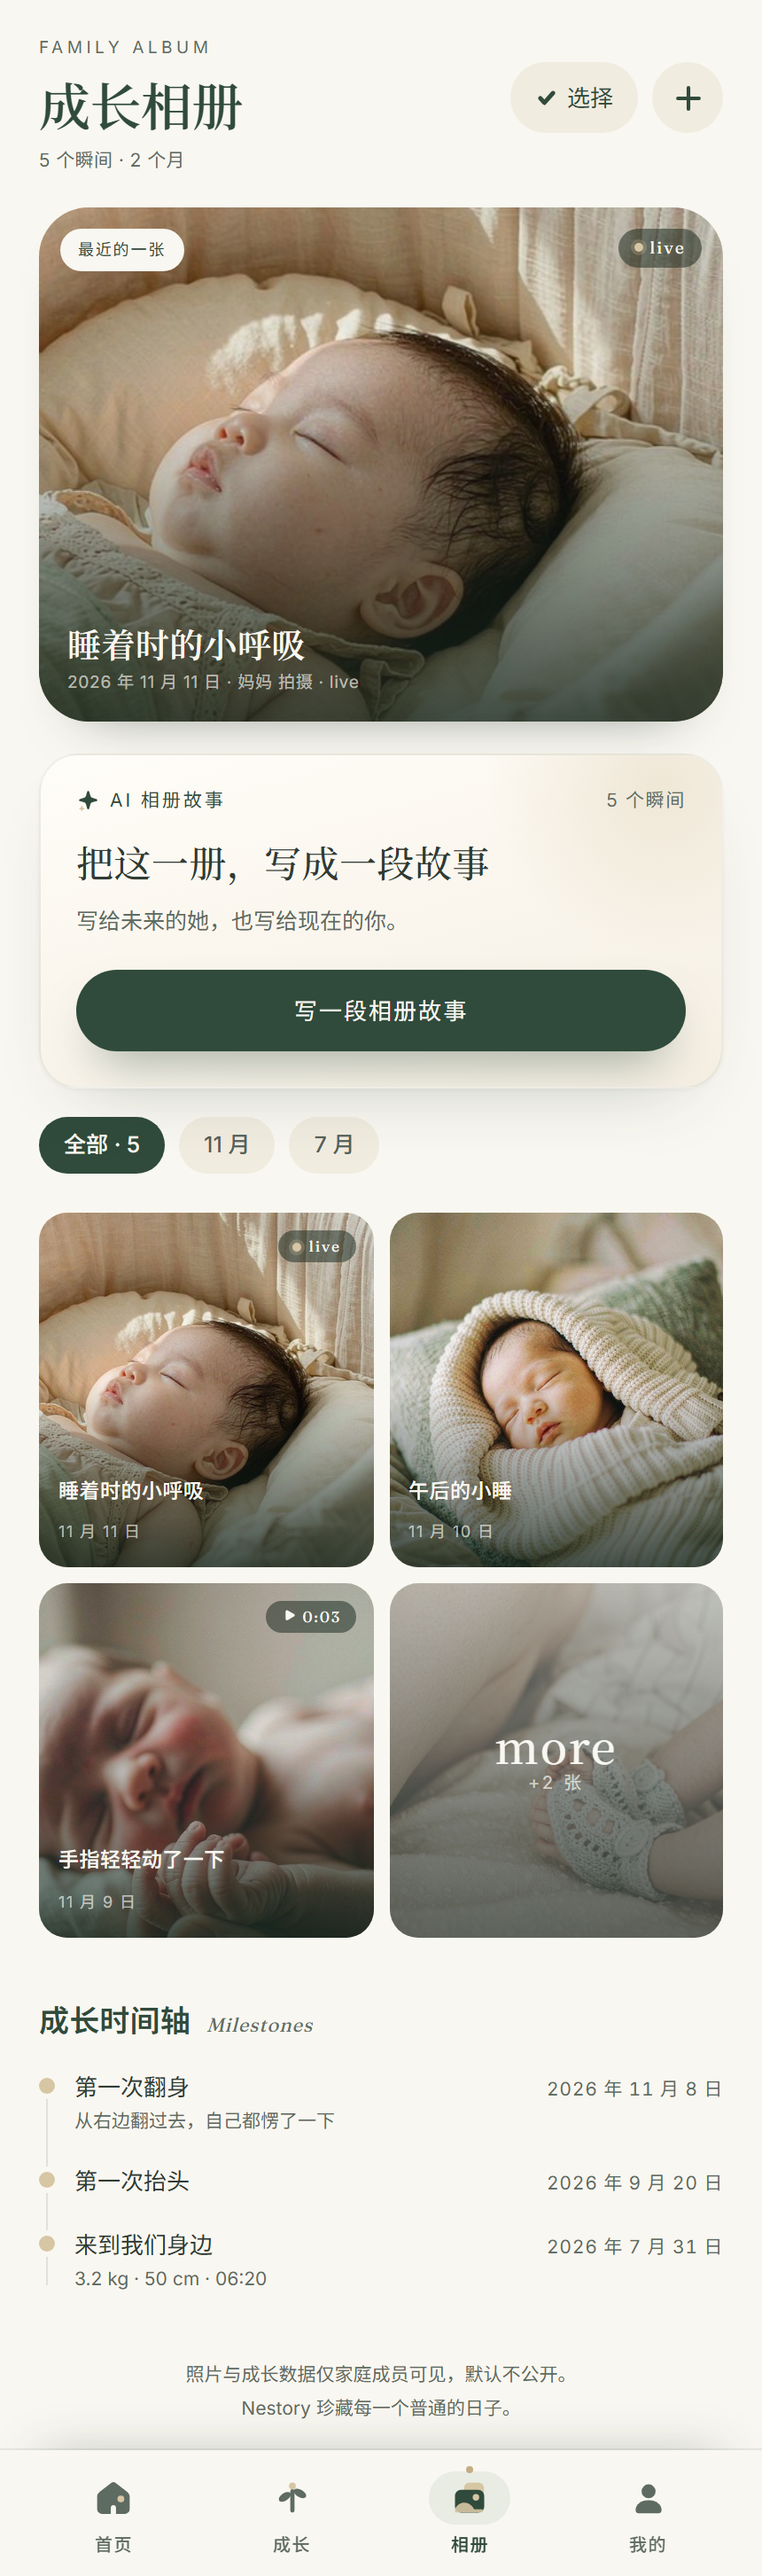 FAMILY ALBUM
成长相册
5 个瞬间 · 2 个月
选择
最近的一张
live
睡着时的小呼吸
2026 年 11 月 11 日 · 妈妈 拍摄 · live
AI 相册故事
5 个瞬间
把这一册，写成一段故事
写给未来的她，也写给现在的你。
写一段相册故事
全部 · 5
11 月
7 月
live
睡着时的小呼吸
11 月 11 日
午后的小睡
11 月 10 日
0:03
手指轻轻动了一下
11 月 9 日
more
+2 张
成长时间轴 Milestones
第一次翻身
2026 年 11 月 8 日
从右边翻过去，自己都愣了一下
第一次抬头
2026 年 9 月 20 日
来到我们身边
2026 年 7 月 31 日
3.2 kg · 50 cm · 06:20
照片与成长数据仅家庭成员可见，默认不公开。
Nestory 珍藏每一个普通的日子。
首页
成长
相册
我的